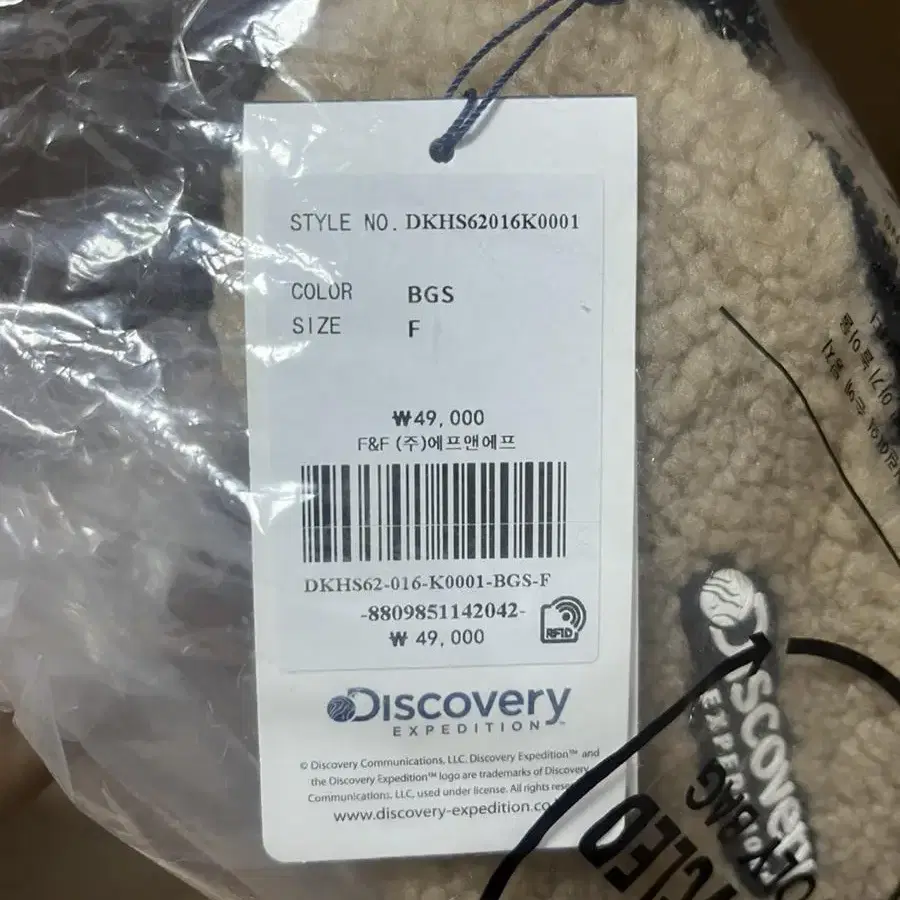 STYLE NO. DKHS62016K0001
COLOR BGS
SIZE F
₩49,000
F&F (주)에프앤에프
DKHS62-016-K0001-BGS-F
-8809851142042-
RFID
₩ 49,000
DISCOVERY
EXPEDITION™
© Discovery Communications, LLC. Discovery Expedition™ and
the Discovery Expedition™ logo are trademarks of Discovery
Communications, LLC, used under license. All rights
www.discovery-expedition.co
DISCOVERY